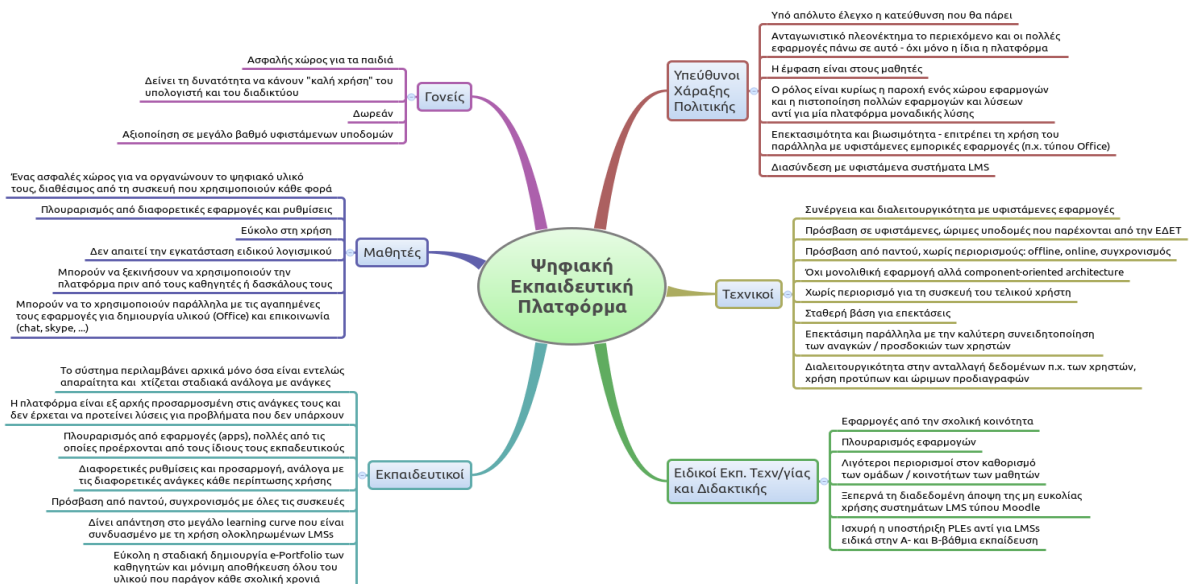 Ψηφιακή
Εκπαιδευτική
Πλατφόρμα
Γονείς
Ασφαλής χώρος για τα παιδιά
Δείνει τη δυνατότητα να κάνουν "καλή χρήση" του
υπολογιστή και του διαδικτύου
Δωρεάν
Αξιοποίηση σε μεγάλο βαθμό υφιστάμενων υποδομών
Μαθητές
Ένας ασφαλές χώρος για να οργανώνουν το ψηφιακό υλικό
τους, διαθέσιμος από τη συσκευή που χρησιμοποιούν κάθε φορά
Πλουραρισμός από διαφορετικές εφαρμογές και ρυθμίσεις
Εύκολο στη χρήση
Δεν απαιτεί την εγκατάσταση ειδικού λογισμικού
Μπορούν να ξεκινήσουν να χρησιμοποιούν την
πλατφόρμα πριν από τους καθηγητές ή δασκάλους τους
Μπορούν να το χρησιμοποιούν παράλληλα με τις αγαπημένες
τους εφαρμογές για δημιουργία υλικού (Office) και επικοινωνία
(chat, skype, ...)
Εκπαιδευτικοί
Το σύστημα περιλαμβάνει αρχικά μόνο όσα είναι εντελώς
απαραίτητα και χτίζεται σταδιακά ανάλογα με ανάγκες
Η πλατφόρμα είναι εξ αρχής προσαρμοσμένη στις ανάγκες τους και
δεν έρχεται να προτείνει λύσεις για προβλήματα που δεν υπάρχουν
Πλουραρισμός από εφαρμογές (apps), πολλές από τις
οποίες προέρχονται από τους ίδιους τους εκπαδευτικούς
Διαφορετικές ρυθμίσεις και προσαρμογή, ανάλογα με
τις διαφορετικές ανάγκες κάθε περίπτωσης χρήσης
Πρόσβαση από παντού, συγχρονισμός με όλες τις συσκευές
Δίνει απάντηση στο μεγάλο learning curve που είναι
συνδυασμένο με τη χρήση ολοκληρωμένων LMSs
Εύκολη η σταδιακή δημιουργία e-Portfolio των
καθηγητών και μόνιμη αποθήκευση όλου του
υλικού που παράγον κάθε σχολική χρονιά
Υπεύθυνοι
Χάραξης
Πολιτικής
Υπό απόλυτο έλεγχο η κατεύθυνση που θα πάρει
Ανταγωνιστικό πλεονέκτημα το περιεχόμενο και οι πολλές
εφαρμογές πάνω σε αυτό - όχι μόνο η ίδια η πλατφόρμα
Η έμφαση είναι στους μαθητές
Ο ρόλος είναι κυρίως η παροχή ενός χώρου εφαρμογών
και η πιστοποίηση πολλών εφαρμογών και λύσεων
αντί για μία πλατφόρμα μοναδικής λύσης
Επεκτασιμότητα και βιωσιμότητα - επιτρέπει τη χρήση του
παράλληλα με υφιστάμενες εμπορικές εφαρμογές (π.χ. τύπου Office)
Διασύνδεση με υφιστάμενα συστήματα LMS
Τεχνικοί
Συνέργεια και διαλειτουργικότητα με υφιστάμενες εφαρμογές
Πρόσβαση σε υφιστάμενες, ώριμες υποδομές που παρέχονται από την ΕΔΕΤ
Πρόσβαση από παντού, χωρίς περιορισμούς: offline, online, συγχρονισμός
Όχι μονολιθική εφαρμογή αλλά component-oriented architecture
Χωρίς περιορισμό για τη συσκευή του τελικού χρήστη
Σταθερή βάση για επεκτάσεις
Επεκτάσιμη παράλληλα με την καλύτερη συνειδητοποίηση
των αναγκών / προσδοκιών των χρηστών
Διαλειτουργικότητα στην ανταλλαγή δεδομένων π.χ. των χρηστών,
χρήση προτύπων και ώριμων προδιαγραφών
Ειδικοί Εκπ. Τεχν/γίας
και Διδακτικής
Εφαρμογές από την σχολική κοινότητα
Πλουραρισμός εφαρμογών
Λιγότεροι περιορισμοί στον καθορισμό
των ομάδων / κοινοτήτων των μαθητών
Ξεπερνά τη διαδεδομένη άποψη της μη ευκολίας
χρήσης συστημάτων LMS τύπου Moodle
Ισχυρή η υποστήριξη PLEs αντί για LMSs
ειδικά στην Α- και Β-βάθμια εκπαίδευση